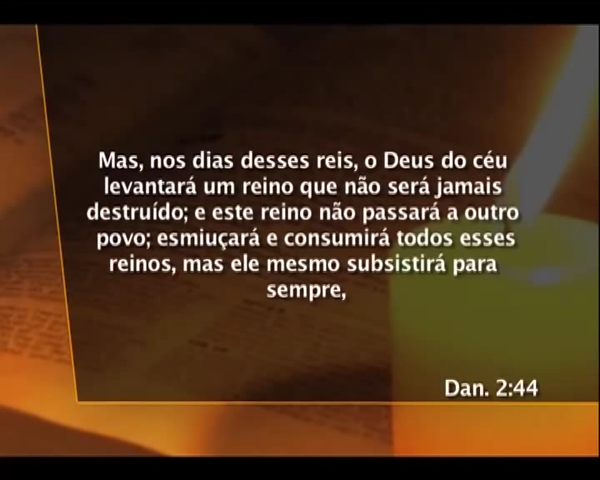 Mas, nos dias desses reis, o Deus do céu
levantará um reino que não será jamais
destruído; e este reino não passará a outro
povo; esmiuçará e consumirá todos esses
reinos, mas ele mesmo subsistirá para
sempre,
Dan. 2:44